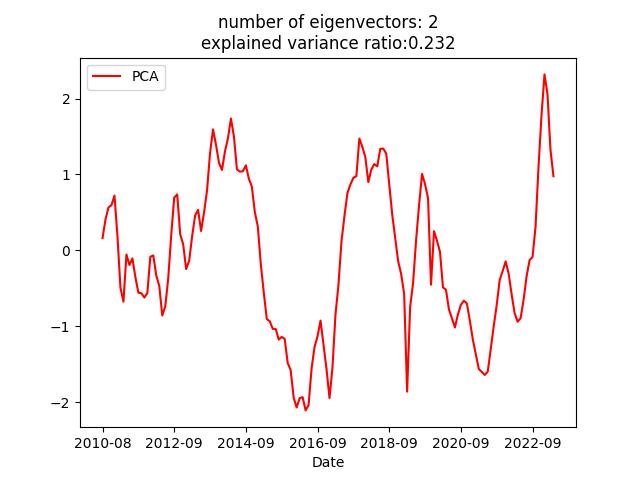 number of eigenvectors: 2
explained variance ratio:0.232
PCA
2
1
0
−1
−2
2010-08 2012-09 2014-09 2016-09 2018-09 2020-09 2022-09
Date